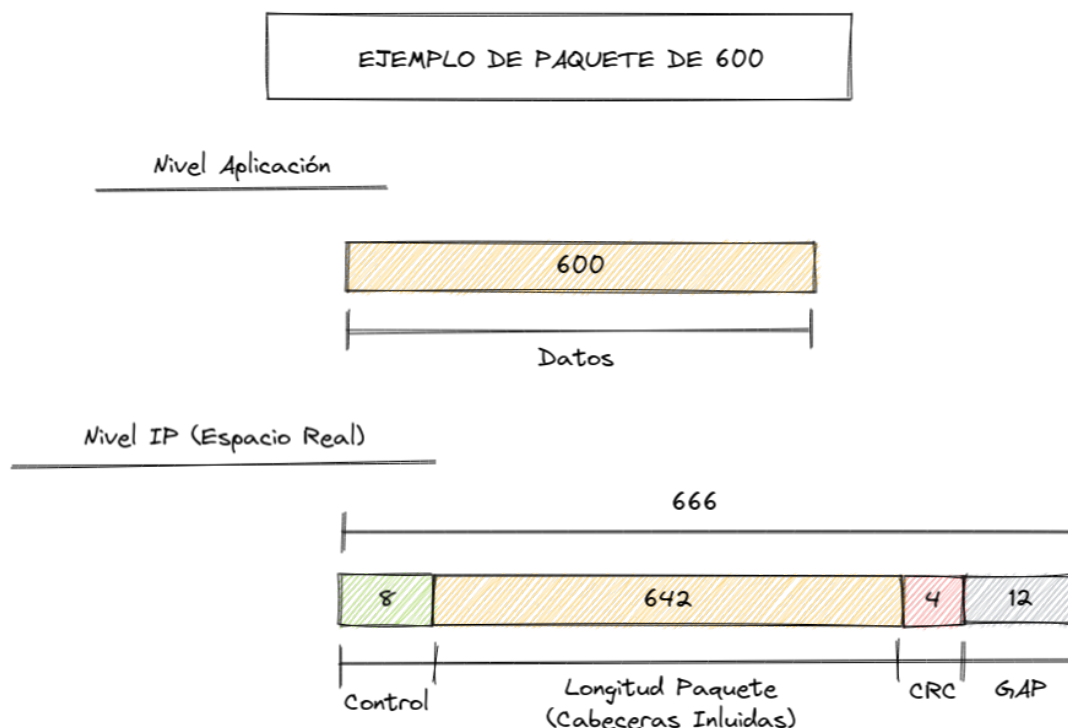 EJEMPLO DE PAQUETE DE 600
Nivel Aplicación
600
Datos
Nivel IP (Espacio Real)
666
8
642
4
12
Control
Longitud Paquete
(Cabeceras Inluidas)
CRC
GAP